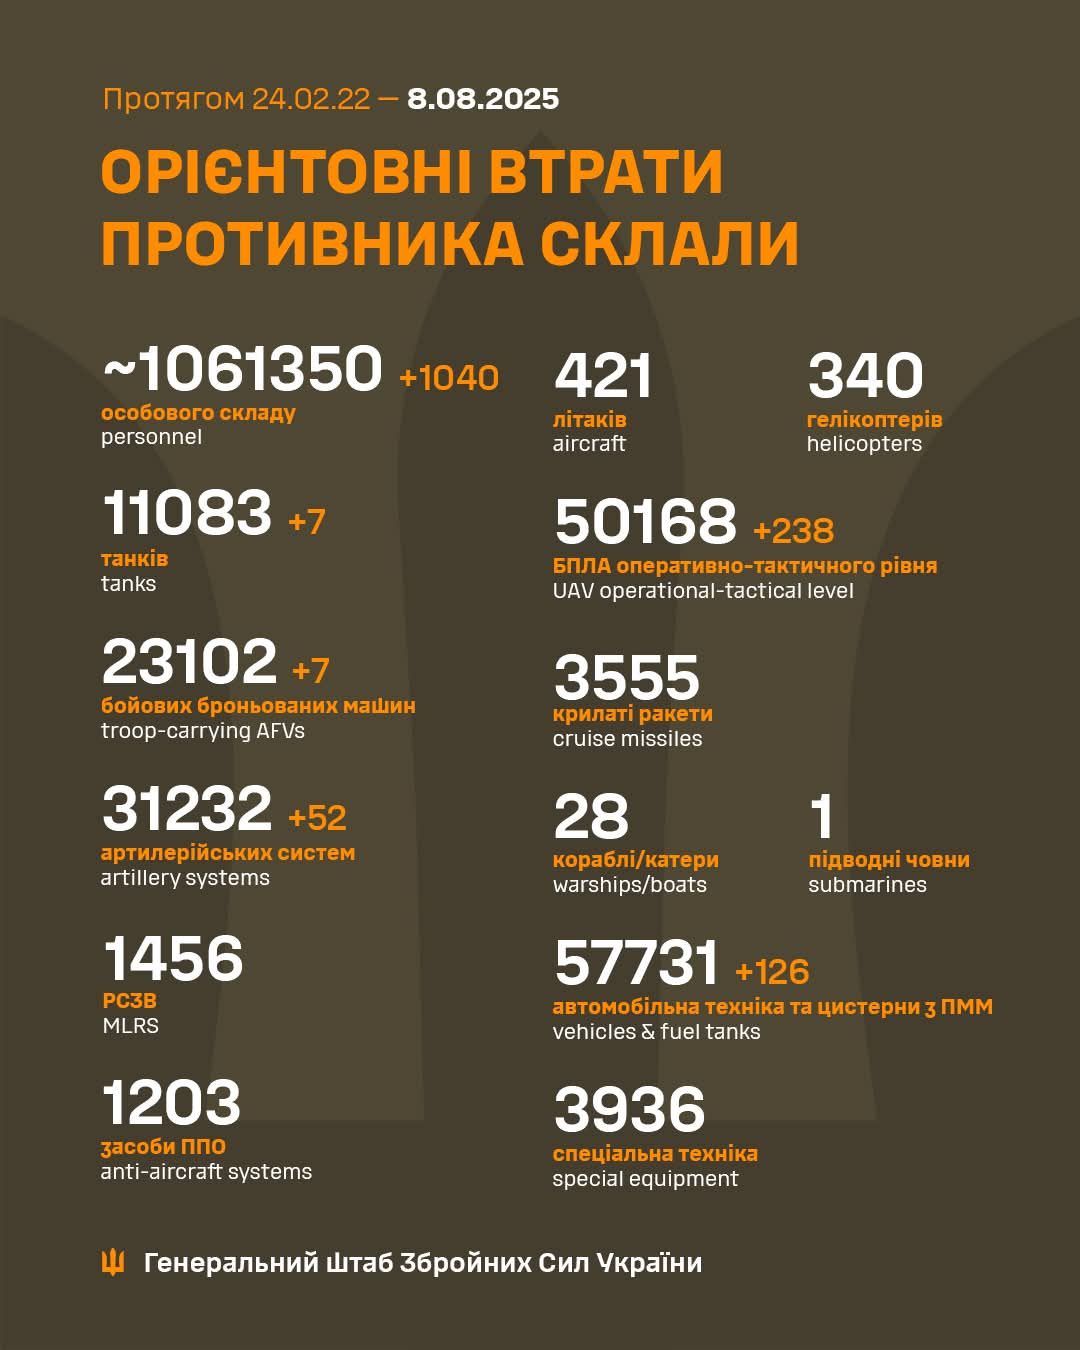 Протягом 24.02.22 — 8.08.2025
ОРІЄНТОВНІ ВТРАТИ
ПРОТИВНИКА СКЛАЛИ
~1061350 +1040
особового складу
personnel
421
літаків
aircraft
340
гелікоптерів
helicopters
11083 +7
танків
tanks
50168 +238
БПЛА оперативно-тактичного рівня
UAV operational-tactical level
23102 +7
бойових броньованих машин
troop-carrying AFVs
3555
крилаті ракети
cruise missiles
31232 +52
артилерійських систем
artillery systems
28
кораблі/катери
warships/boats
1
підводні човни
submarines
1456
РСЗВ
MLRS
57731 +126
автомобільна техніка та цистерни з ПММ
vehicles & fuel tanks
1203
засоби ППО
anti-aircraft systems
3936
спеціальна техніка
special equipment
Генеральний штаб Збройних Сил України